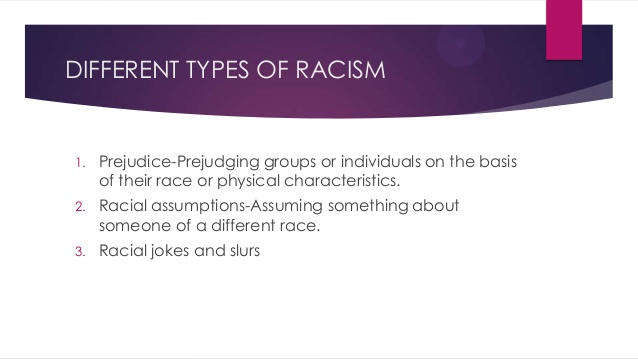 DIFFERENT TYPES OF RACISM
1. Prejudice-Prejudging groups or individuals on the basis
of their race or physical characteristics.
2. Racial assumptions-Assuming something about
someone of a different race.
3. Racial jokes and slurs